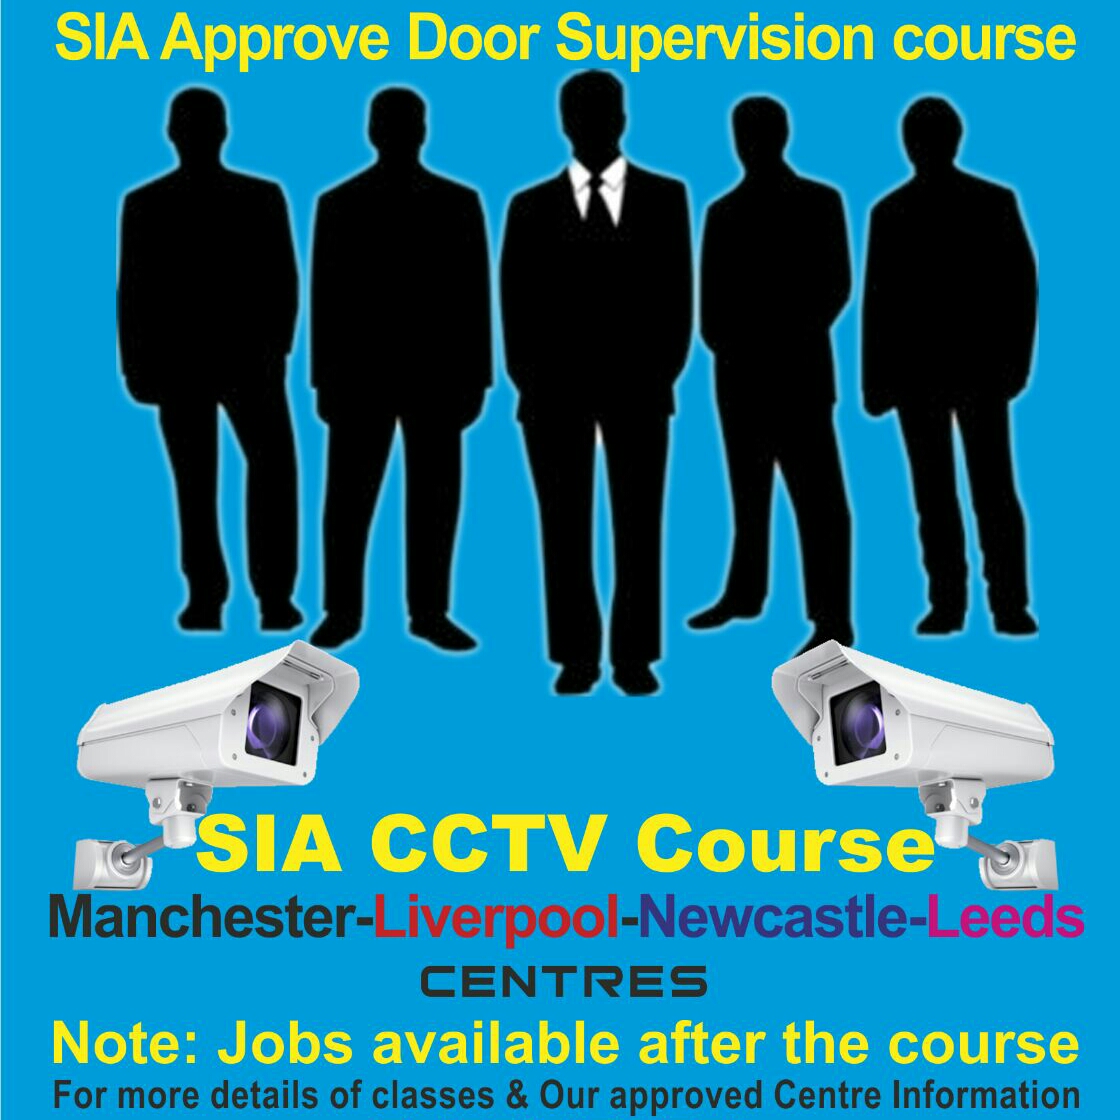 SIA Approve Door Supervision course
SIA CCTV Course
Manchester-Liverpool-Newcastle-Leeds
CENTRES
Note: Jobs available after the course
For more details of classes & Our approved Centre Information